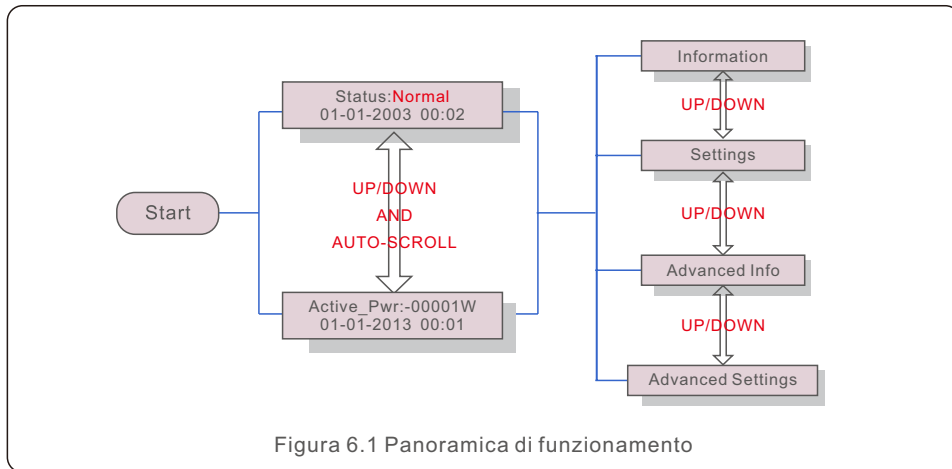 Start
Status:Normal
01-01-2003 00:02
UP/DOWN
AND
AUTO-SCROLL
Active_Pwr:-00001W
01-01-2013 00:01
Information
UP/DOWN
Settings
UP/DOWN
Advanced Info
UP/DOWN
Advanced Settings
Figura 6.1 Panoramica di funzionamento